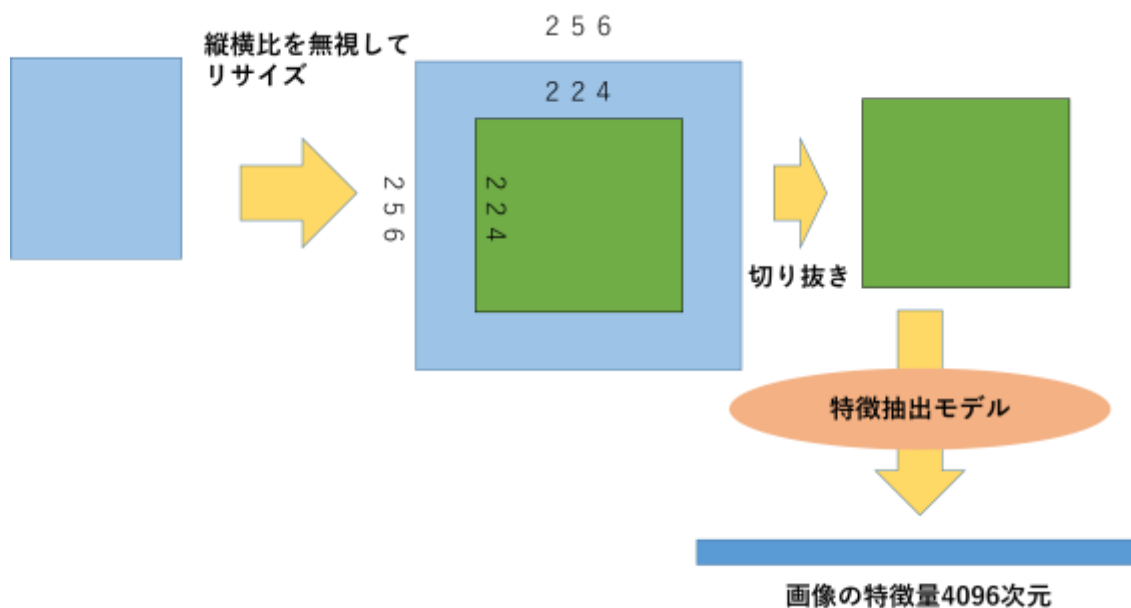 ２５６
縦横比を無視して
リサイズ
２２４
２５６
２２４
切り抜き
特徴抽出モデル
画像の特徴量4096次元